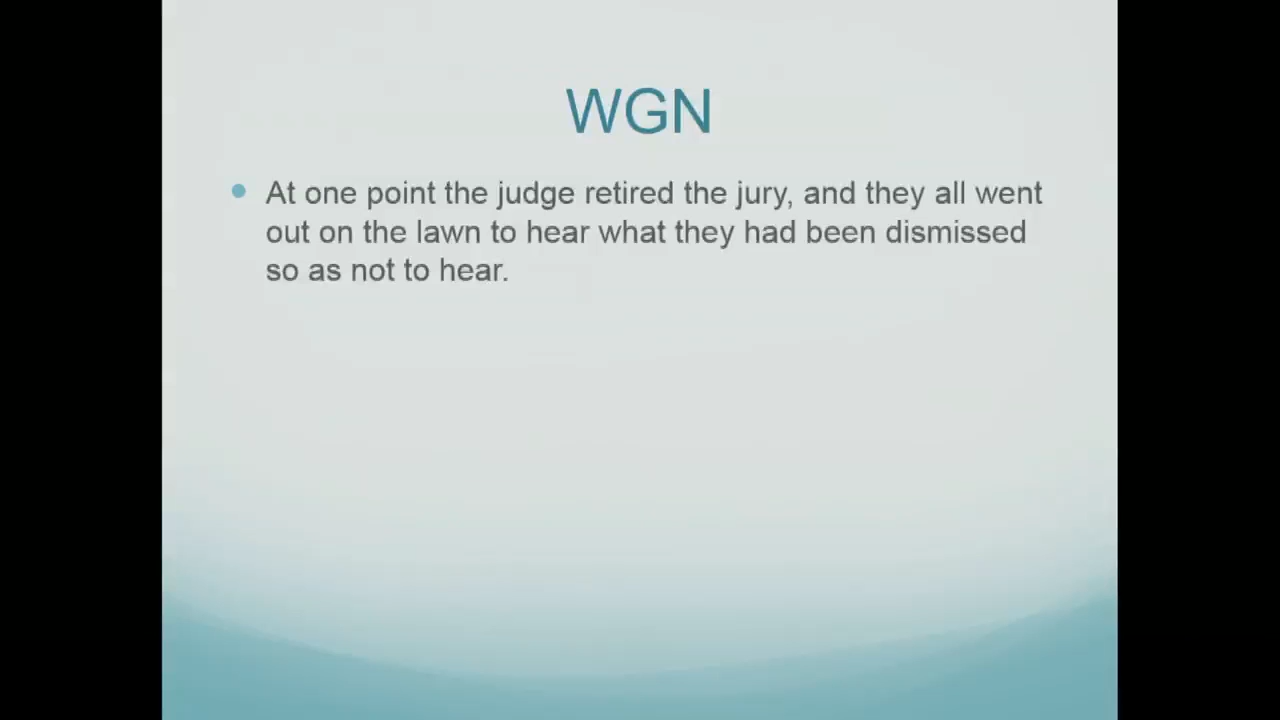 WGN
At one point the judge retired the jury, and they all went
out on the lawn to hear what they had been dismissed
so as not to hear.